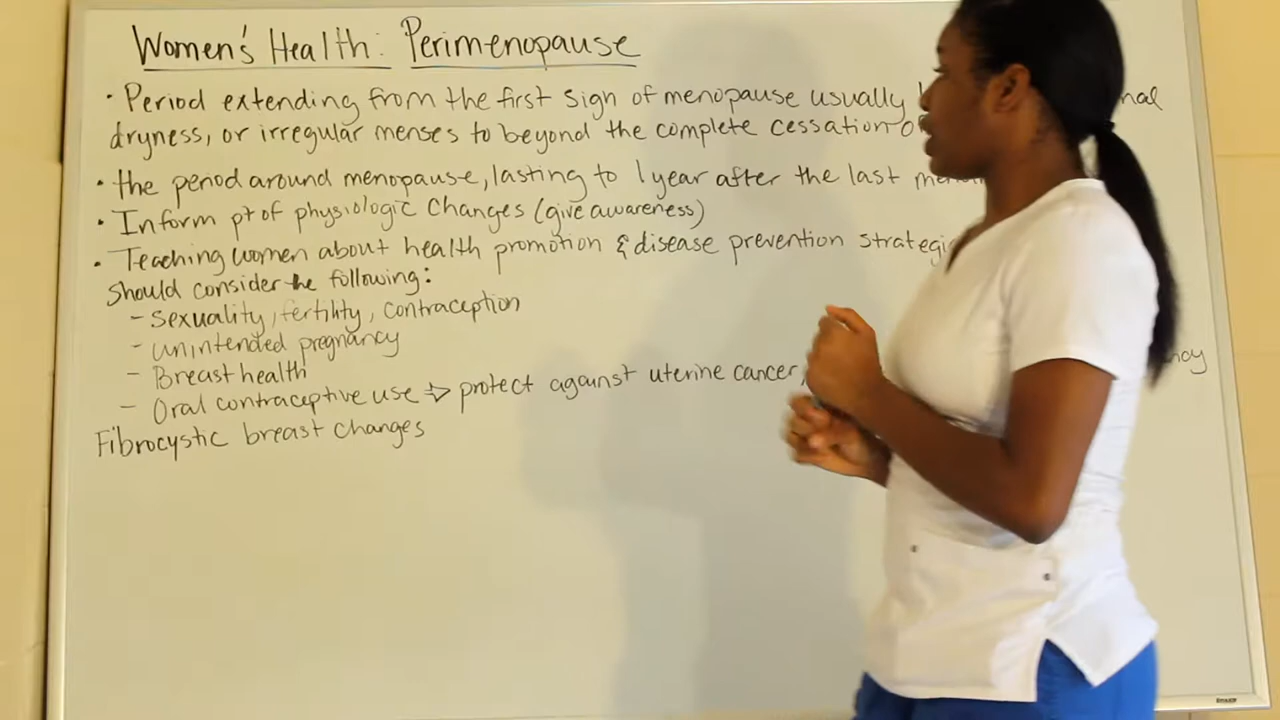 Women's Health: Perimenopause
• Period extending from the first sign of menopause usually
dryness, or irregular menses to beyond the complete cessation
• the period around menopause, lasting to 1 year after the last
• Inform pt of physiologic changes (give awareness)
• Teaching women about health promotion & disease prevention
should consider the following:
- sexuality, fertility, contraception
- unintended pregnancy
- Breast health
- Oral contraceptive use ⇒ protect against uterine cancer,
Fibrocystic breast changes